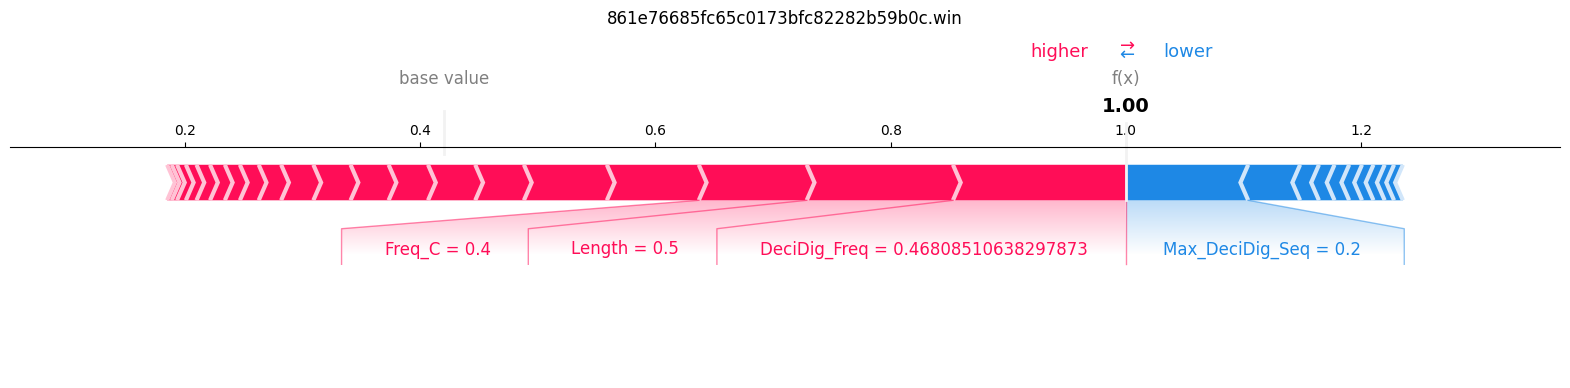 861e76685fc65c0173bfc82282b59b0c.win
higher → ← lower
base value f(x)
1.00
0.2 0.4 0.6 0.8 1.0 1.2
Freq_C = 0.4 Length = 0.5 DeciDig_Freq = 0.46808510638297873 Max_DeciDig_Seq = 0.2